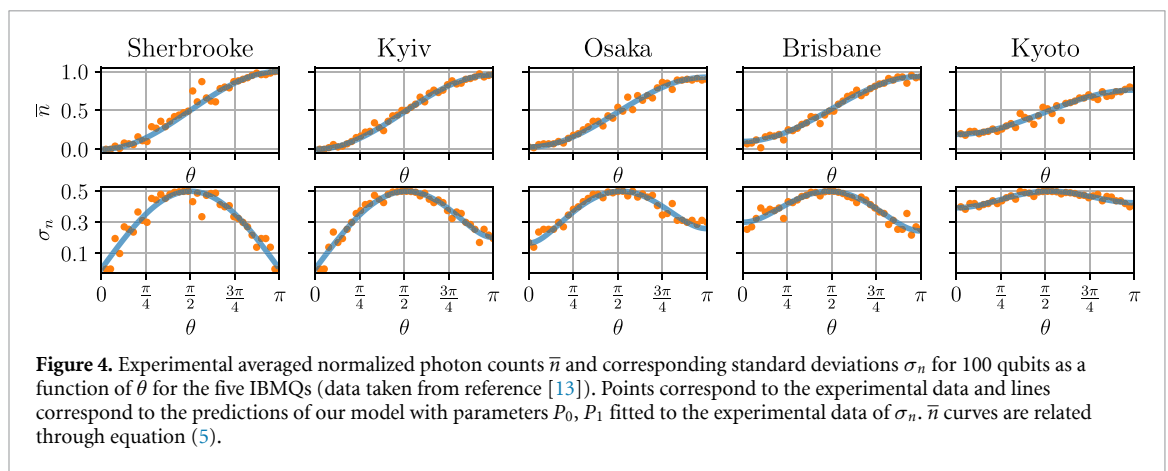 Sherbrooke Kyiv Osaka Brisbane Kyoto
1.0
n̅ 0.5
0.0
θ θ θ θ θ
0.5
σₙ 0.3
0.1
0 π/4 π/2 3π/4 π 0 π/4 π/2 3π/4 π 0 π/4 π/2 3π/4 π 0 π/4 π/2 3π/4 π 0 π/4 π/2 3π/4 π
θ θ θ θ θ
Figure 4. Experimental averaged normalized photon counts n̅ and corresponding standard deviations σₙ for 100 qubits as a
function of θ for the five IBMQs (data taken from reference [13]). Points correspond to the experimental data and lines
correspond to the predictions of our model with parameters P₀, P₁ fitted to the experimental data of σₙ. n̅ curves are related
through equation (5).